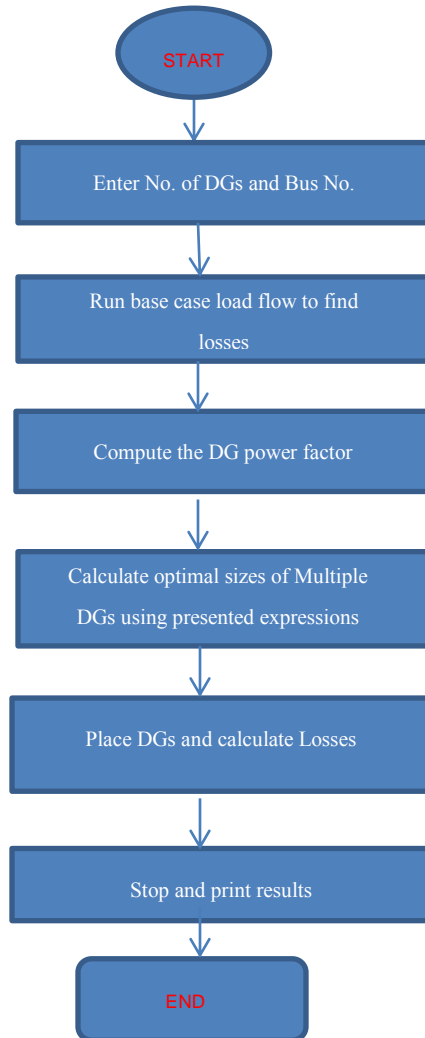 START
Enter No. of DGs and Bus No.
Run base case load flow to find
losses
Compute the DG power factor
Calculate optimal sizes of Multiple
DGs using presented expressions
Place DGs and calculate Losses
Stop and print results
END